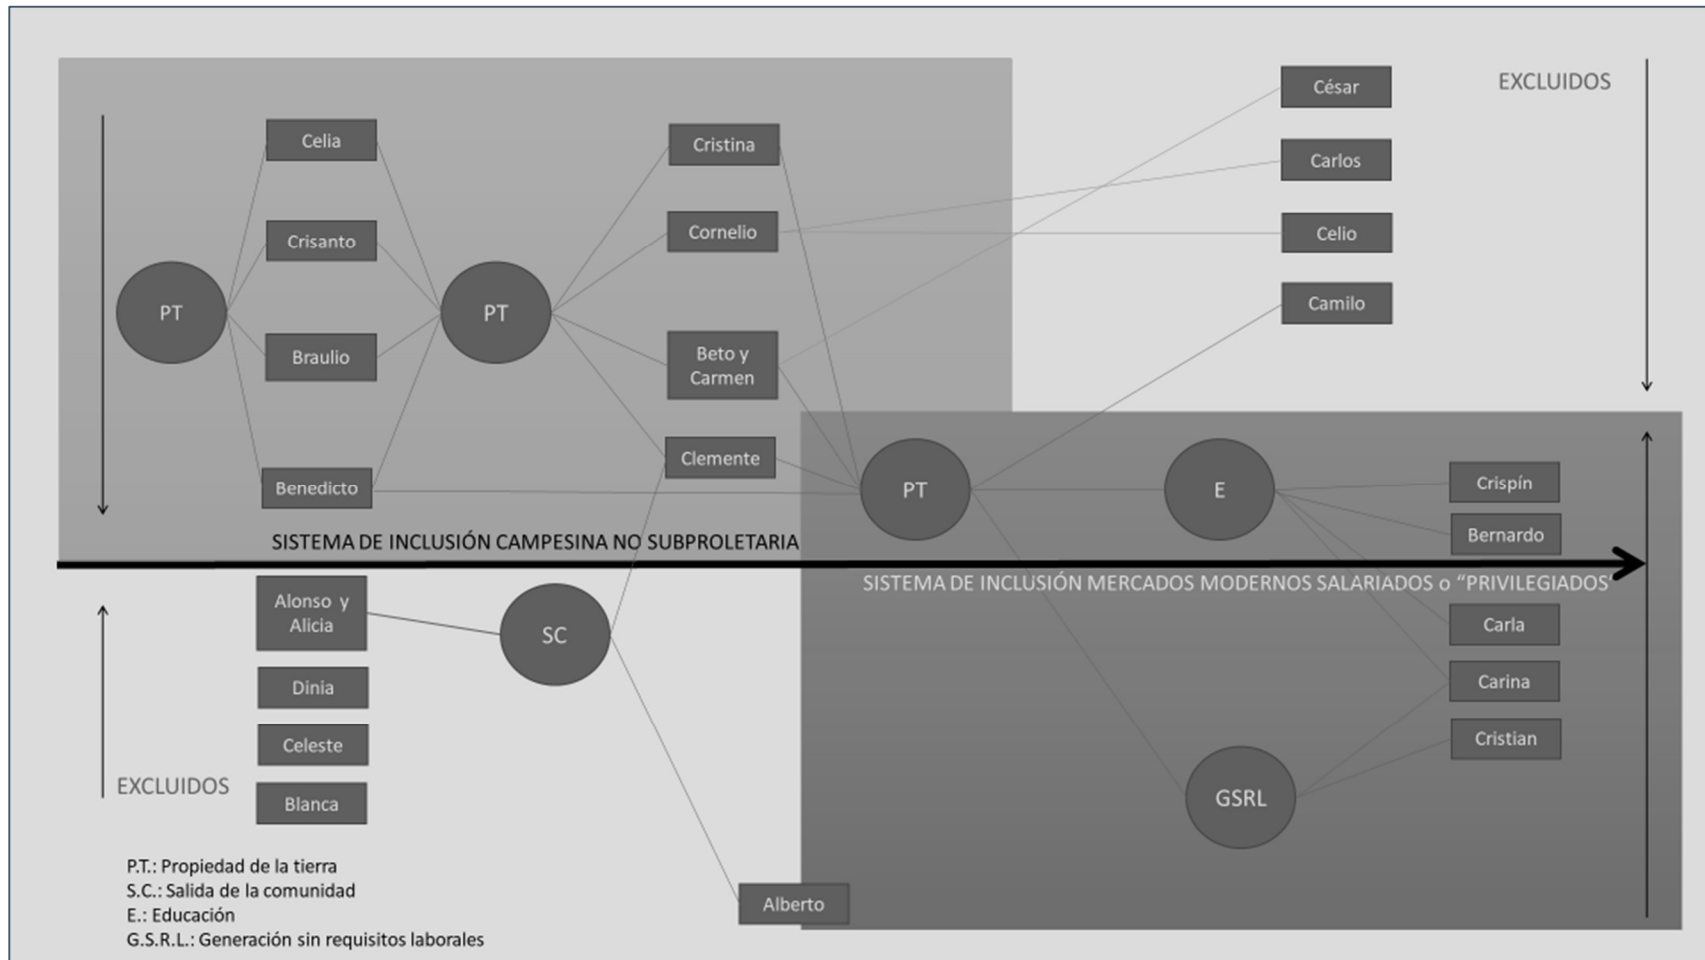 César
EXCLUIDOS
Celia
Cristina
Carlos
Crisanto
Cornelio
Celio
PT
PT
Camilo
Braulio
Beto y
Carmen
Clemente
Benedicto
PT
E
Crispín
Bernardo
SISTEMA DE INCLUSIÓN CAMPESINA NO SUBPROLETARIA
SISTEMA DE INCLUSIÓN MERCADOS MODERNOS SALARIADOS o “PRIVILEGIADOS”
Alonso y
Alicia
SC
Carla
Dinia
Carina
Celeste
Cristian
EXCLUIDOS
Blanca
GSRL
Alberto
P.T.: Propiedad de la tierra
S.C.: Salida de la comunidad
E.: Educación
G.S.R.L.: Generación sin requisitos laborales